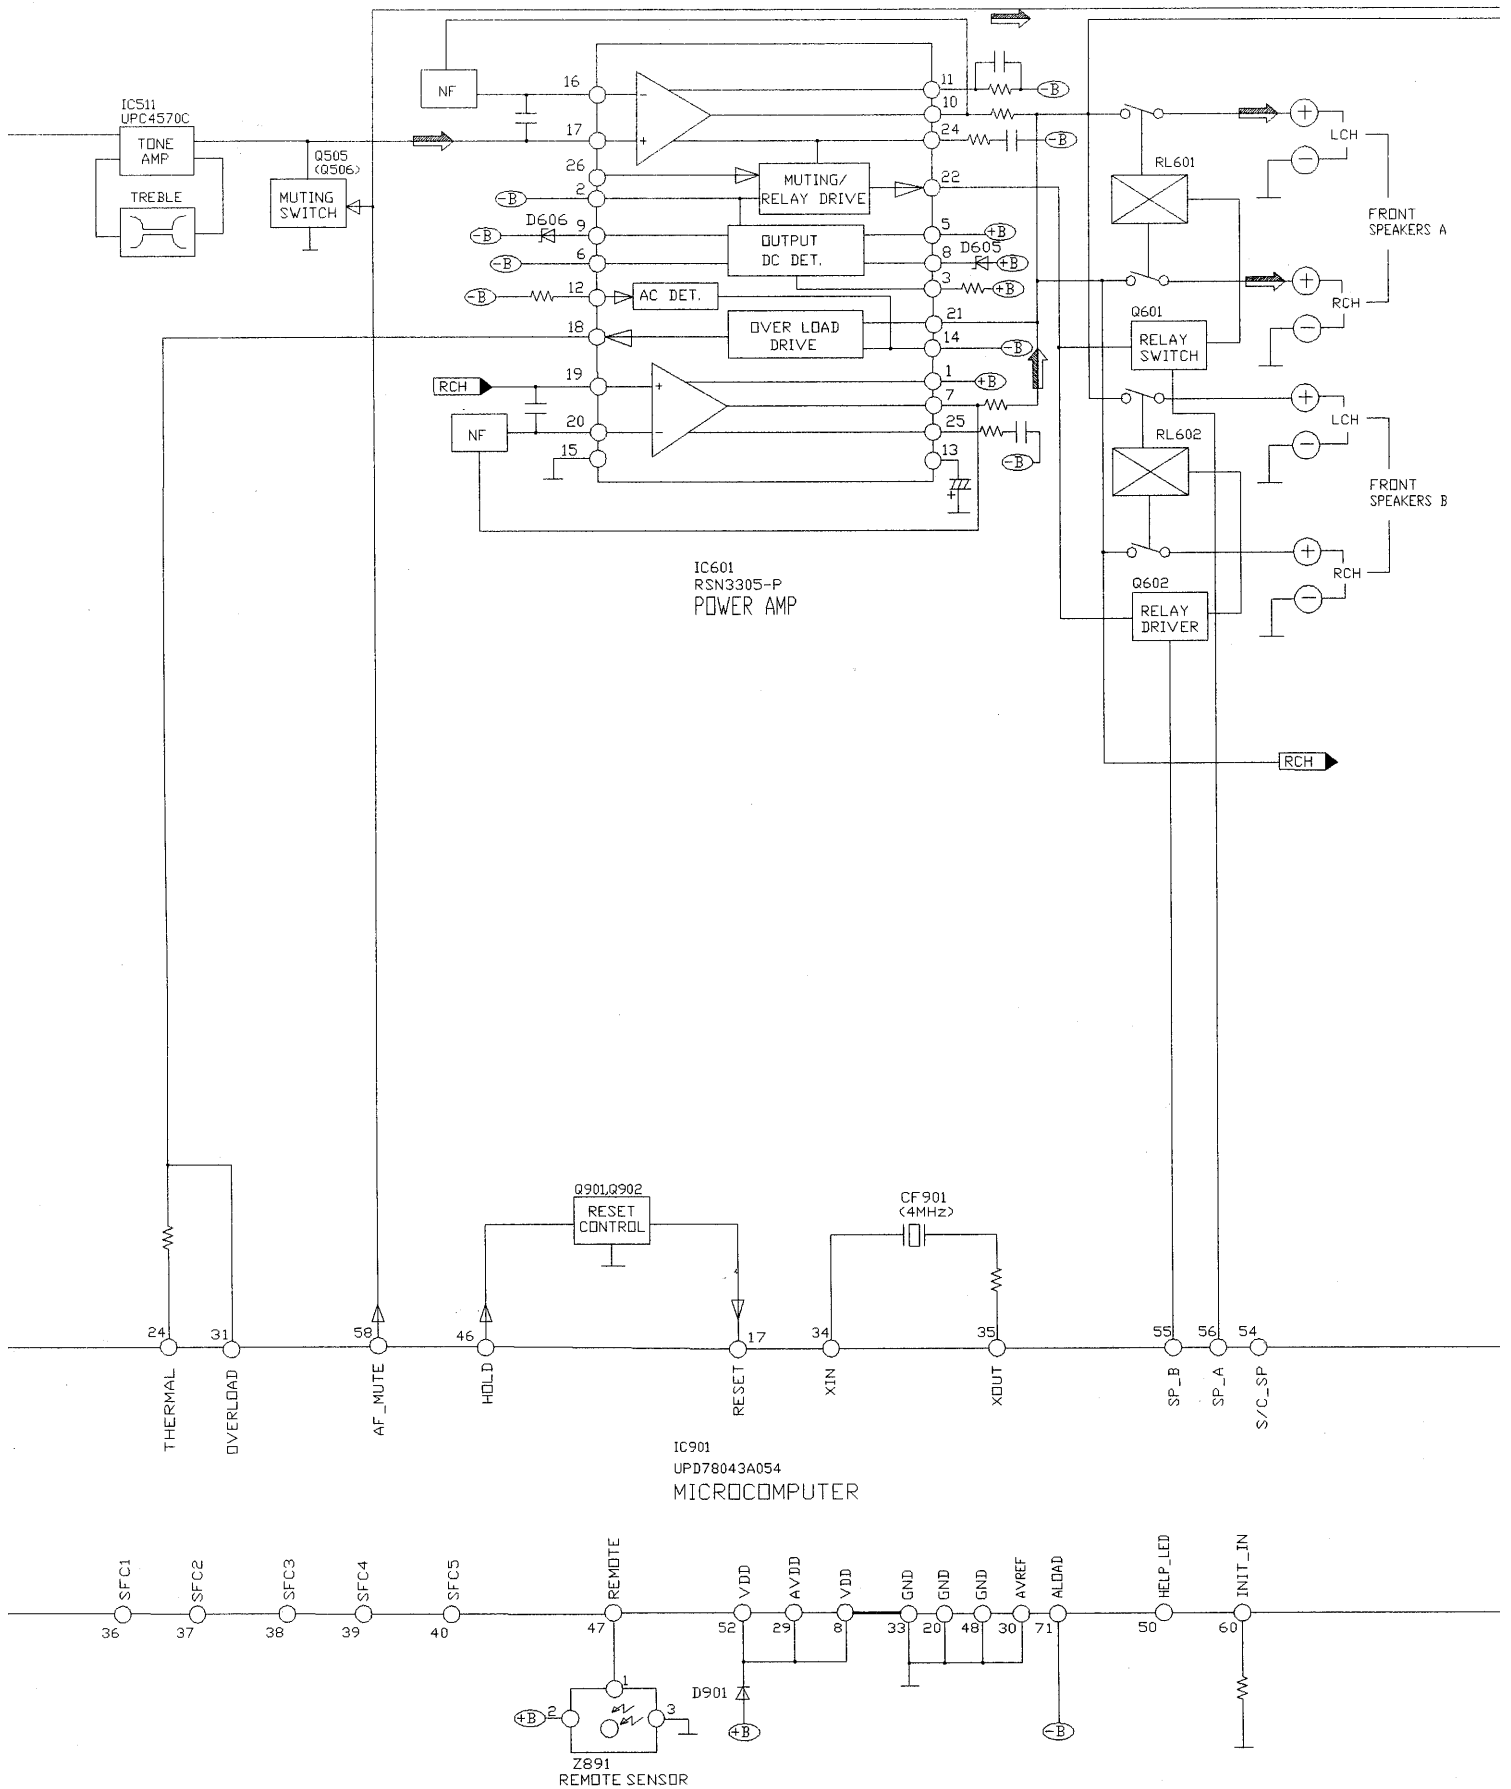 IC511
UPC4570C
TONE
AMP
TREBLE
Q505
(Q506)
MUTING
SWITCH
NF
16
17
26
2
-B
D606
-B
9
-B
6
-B
12
18
RCH
19
NF
20
15
MUTING/
RELAY DRIVE
OUTPUT
DC DET.
AC DET.
OVER LOAD
DRIVE
11
-B
10
24
-B
22
5
+B
D605
8
+B
3
+B
21
14
-B
1
+B
7
25
-B
13
+
IC601
RSN3305-P
POWER AMP
RL601
Q601
RELAY
SWITCH
RL602
Q602
RELAY
DRIVER
+
LCH
-
FRONT
SPEAKERS A
+
RCH
-
+
LCH
-
FRONT
SPEAKERS B
+
RCH
-
RCH
Q901,Q902
RESET
CONTROL
CF901
(4MHz)
24
31
58
46
17
34
35
55
56
54
THERMAL
OVERLOAD
AF_MUTE
HOLD
RESET
XIN
XOUT
SP_B
SP_A
S/C_SP
IC901
UPD78043A054
MICROCOMPUTER
SFC1
SFC2
SFC3
SFC4
SFC5
REMOTE
VDD
AVDD
VDD
GND
GND
GND
AVREF
ALOAD
HELP_LED
INIT_IN
36
37
38
39
40
47
52
29
8
33
20
48
30
71
50
60
1
+B
2
3
D901
+B
-B
Z891
REMOTE SENSOR